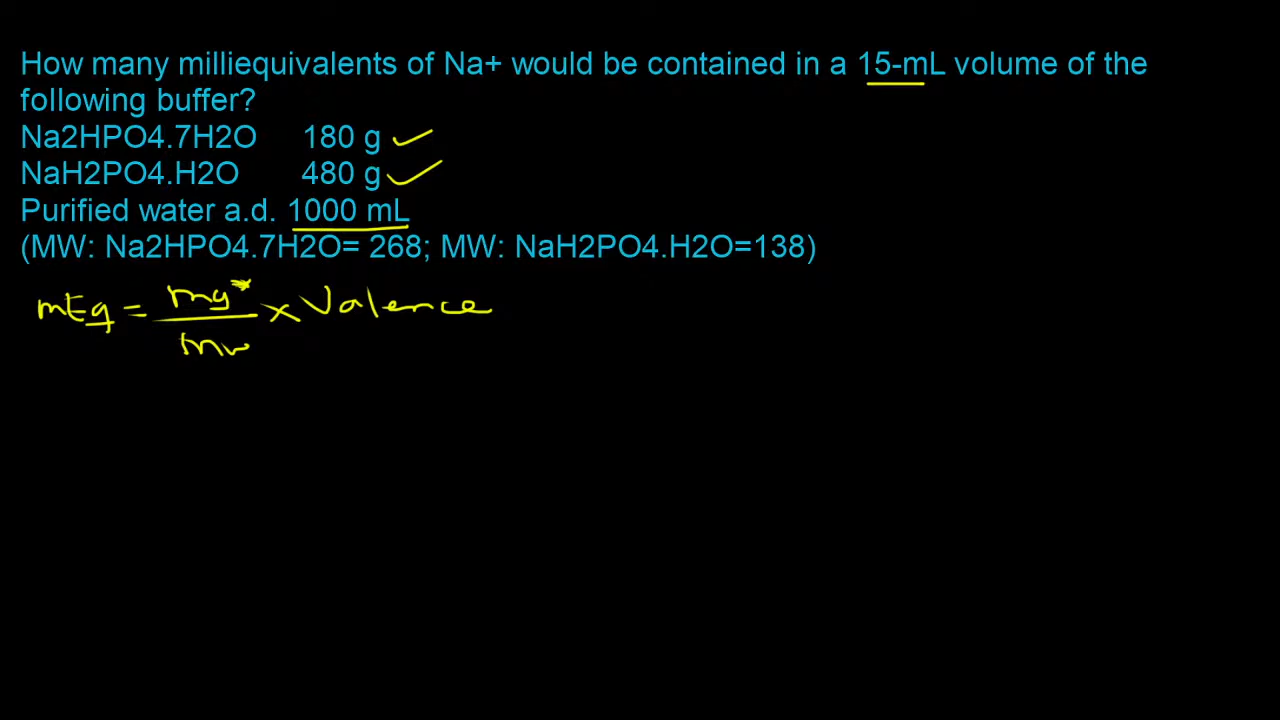 How many milliequivalents of Na+ would be contained in a 15-mL volume of the
following buffer?
Na2HPO4.7H2O 180 g
NaH2PO4.H2O 480 g
Purified water a.d. 1000 mL
(MW: Na2HPO4.7H2O= 268; MW: NaH2PO4.H2O=138)
mEq = mg* / mw × Valence